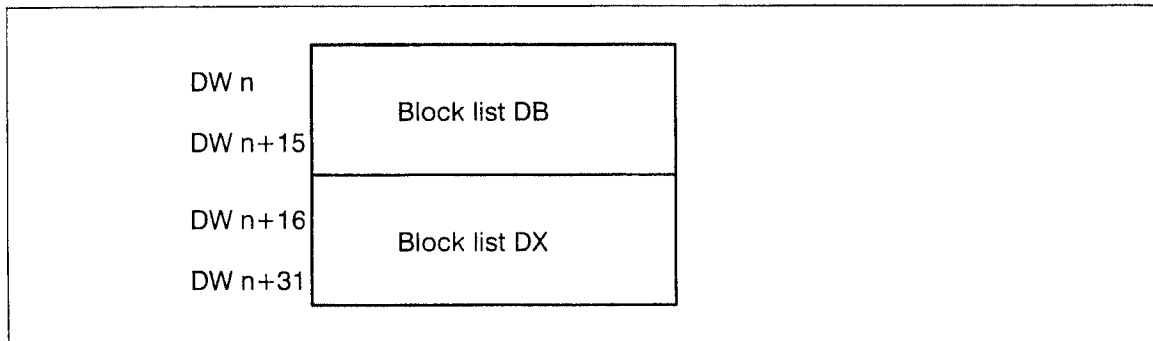 DW n
Block list DB
DW n+15
DW n+16
Block list DX
DW n+31